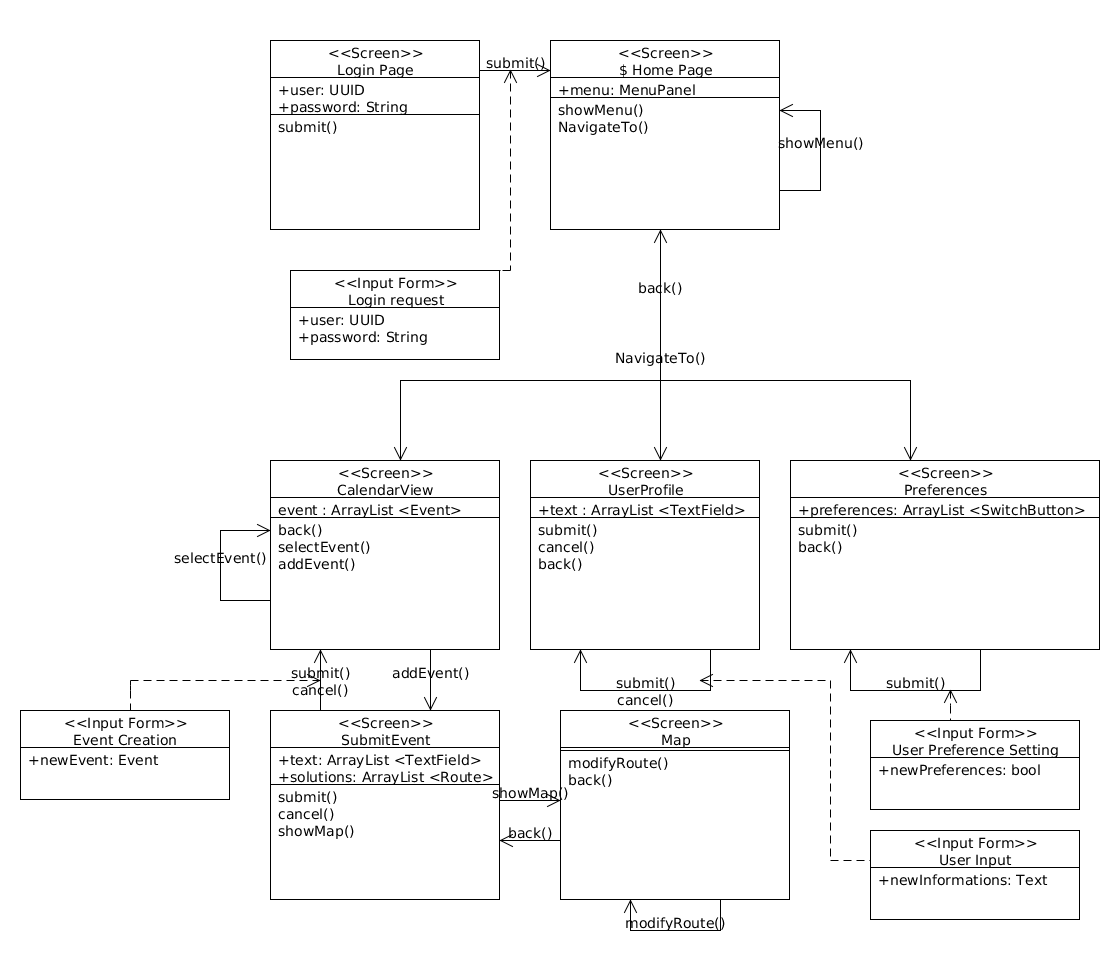 <<Screen>>
Login Page
+user: UUID
+password: String
submit()
submit()
<<Screen>>
$ Home Page
+menu: MenuPanel
showMenu()
NavigateTo()
showMenu()
<<Input Form>>
Login request
+user: UUID
+password: String
back()
NavigateTo()
<<Screen>>
CalendarView
event : ArrayList <Event>
back()
selectEvent()
addEvent()
selectEvent()
<<Screen>>
UserProfile
+text : ArrayList <TextField>
submit()
cancel()
back()
<<Screen>>
Preferences
+preferences: ArrayList <SwitchButton>
submit()
back()
submit()
cancel()
addEvent()
submit()
cancel()
submit()
<<Input Form>>
Event Creation
+newEvent: Event
<<Screen>>
SubmitEvent
+text: ArrayList <TextField>
+solutions: ArrayList <Route>
submit()
cancel()
showMap()
showMap()
back()
<<Screen>>
Map
modifyRoute()
back()
modifyRoute()
<<Input Form>>
User Preference Setting
+newPreferences: bool
<<Input Form>>
User Input
+newInformations: Text